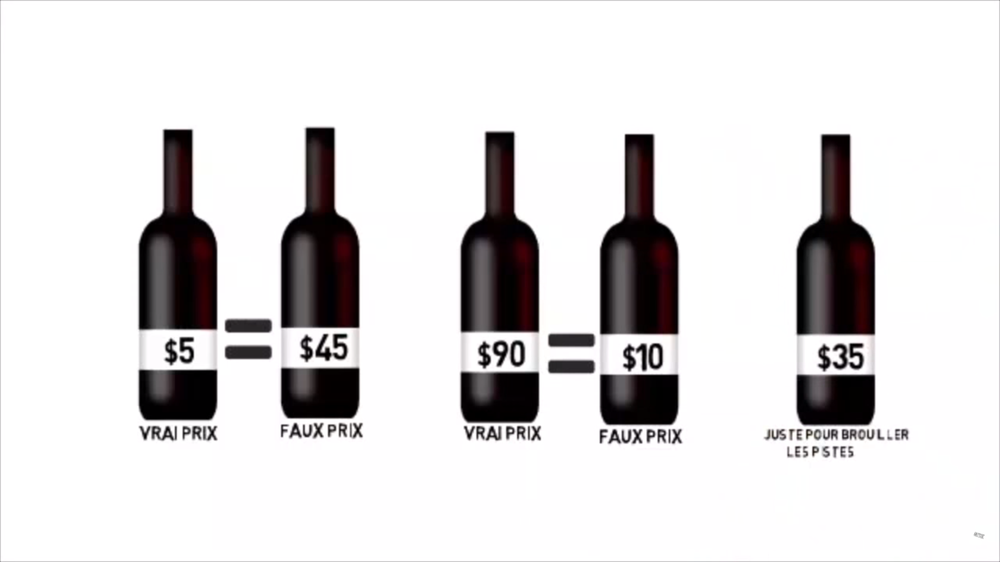 $5
$45
$90
$10
$35
VRAI PRIX
FAUX PRIX
VRAI PRIX
FAUX PRIX
JUSTE POUR BROUILLER
LES PISTES